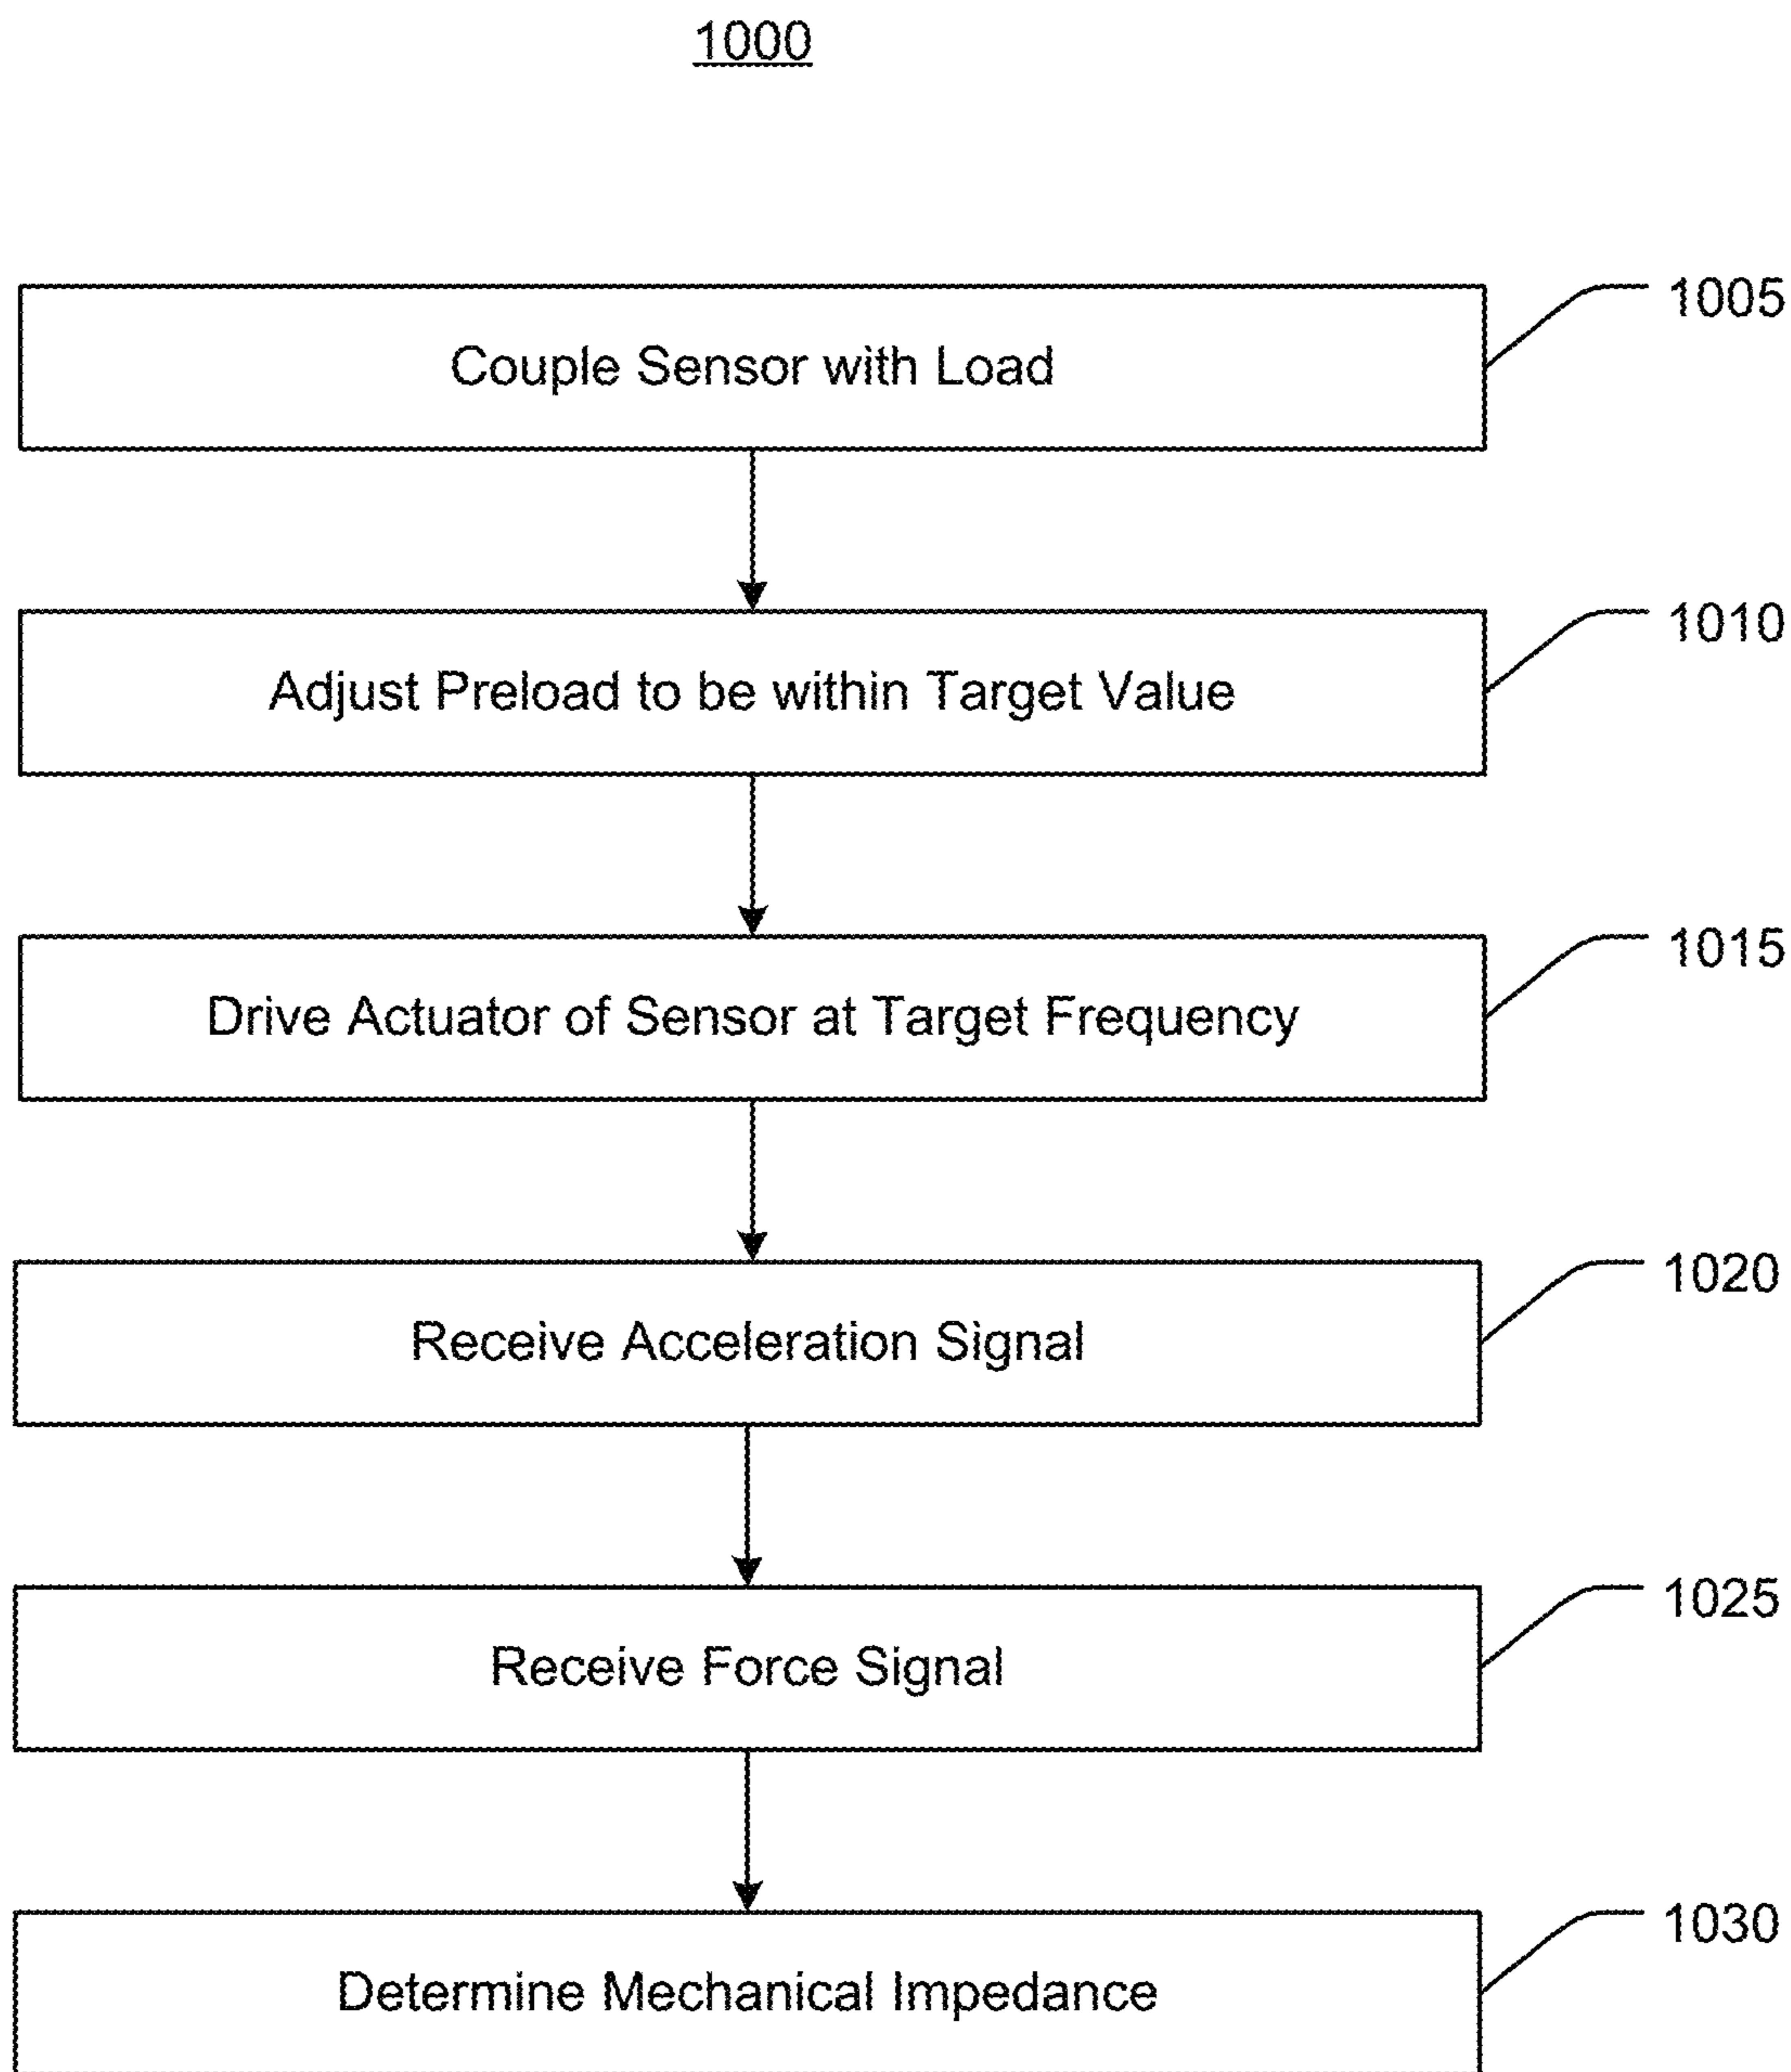 1000
Couple Sensor with Load
1005
Adjust Preload to be within Target Value
1010
Drive Actuator of Sensor at Target Frequency
1015
Receive Acceleration Signal
1020
Receive Force Signal
1025
Determine Mechanical Impedance
1030